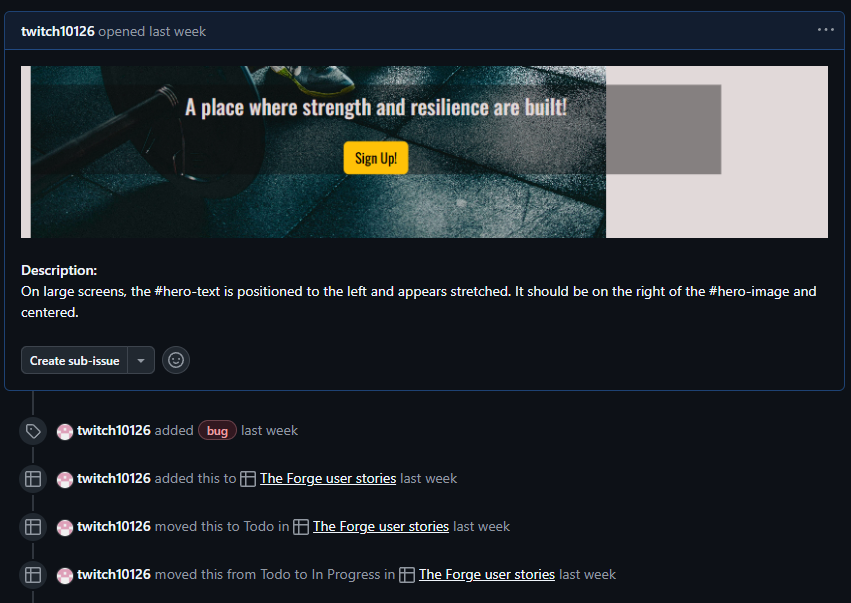 twitch10126 opened last week
A place where strength and resilience are built!
Sign Up!
Description:
On large screens, the #hero-text is positioned to the left and appears stretched. It should be on the right of the #hero-image and
centered.
Create sub-issue
twitch10126 added bug last week
twitch10126 added this to The Forge user stories last week
twitch10126 moved this to Todo in The Forge user stories last week
twitch10126 moved this from Todo to In Progress in The Forge user stories last week